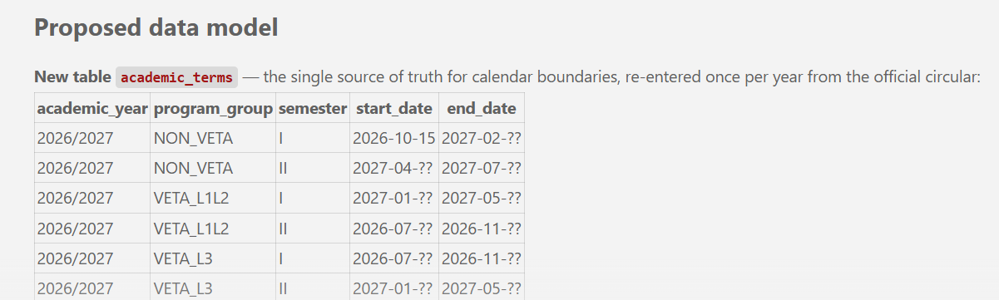 Proposed data model
New table academic_terms — the single source of truth for calendar boundaries, re-entered once per year from the official circular:
academic_year program_group semester start_date end_date
2026/2027 NON_VETA I 2026-10-15 2027-02-??
2026/2027 NON_VETA II 2027-04-?? 2027-07-??
2026/2027 VETA_L1L2 I 2027-01-?? 2027-05-??
2026/2027 VETA_L1L2 II 2026-07-?? 2026-11-??
2026/2027 VETA_L3 I 2026-07-?? 2026-11-??
2026/2027 VETA_L3 II 2027-01-?? 2027-05-??